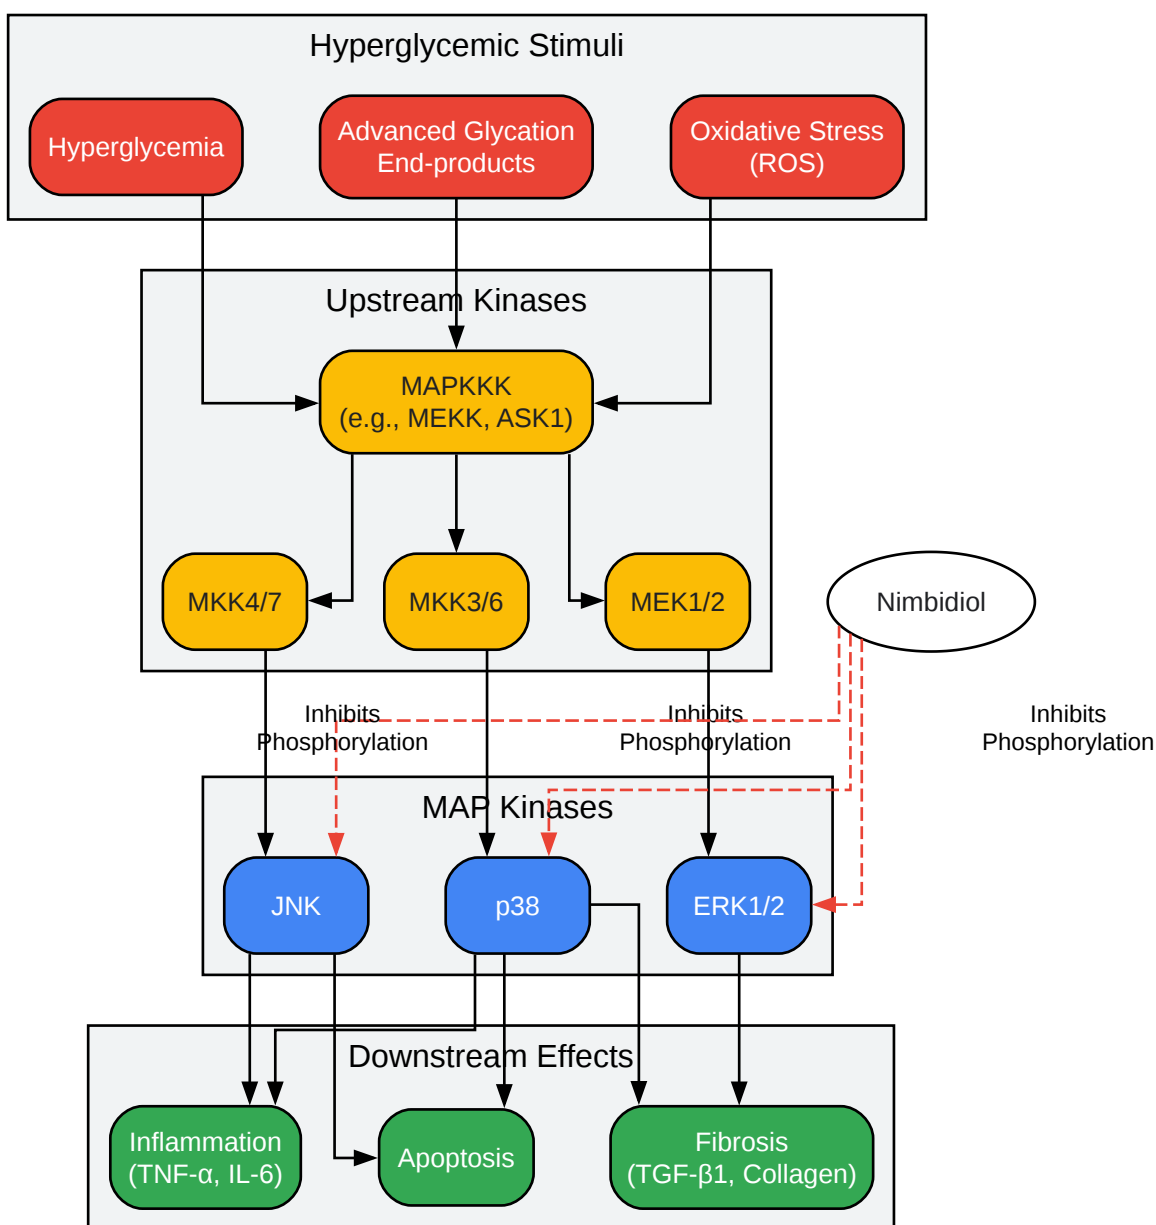 Hyperglycemic Stimuli
Hyperglycemia
Advanced Glycation
End-products
Oxidative Stress
(ROS)
Upstream Kinases
MAPKKK
(e.g., MEKK, ASK1)
MKK4/7
MKK3/6
MEK1/2
Nimbidiol
Inhibits
Phosphorylation
Inhibits
Phosphorylation
Inhibits
Phosphorylation
MAP Kinases
JNK
p38
ERK1/2
Downstream Effects
Inflammation
(TNF-α, IL-6)
Apoptosis
Fibrosis
(TGF-β1, Collagen)